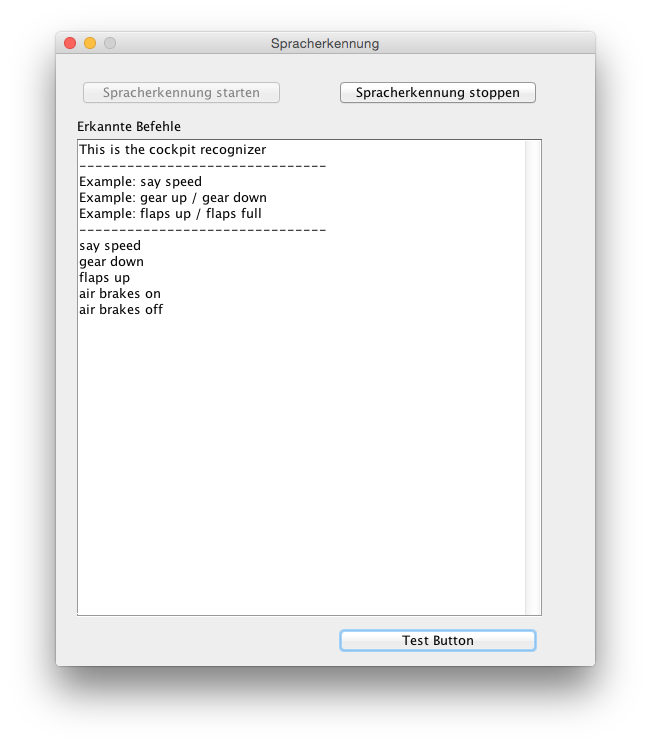 Spracherkennung
Spracherkennung starten
Spracherkennung stoppen
Erkannte Befehle
This is the cockpit recognizer
-------------------------------
Example: say speed
Example: gear up / gear down
Example: flaps up / flaps full
-------------------------------
say speed
gear down
flaps up
air brakes on
air brakes off
Test Button